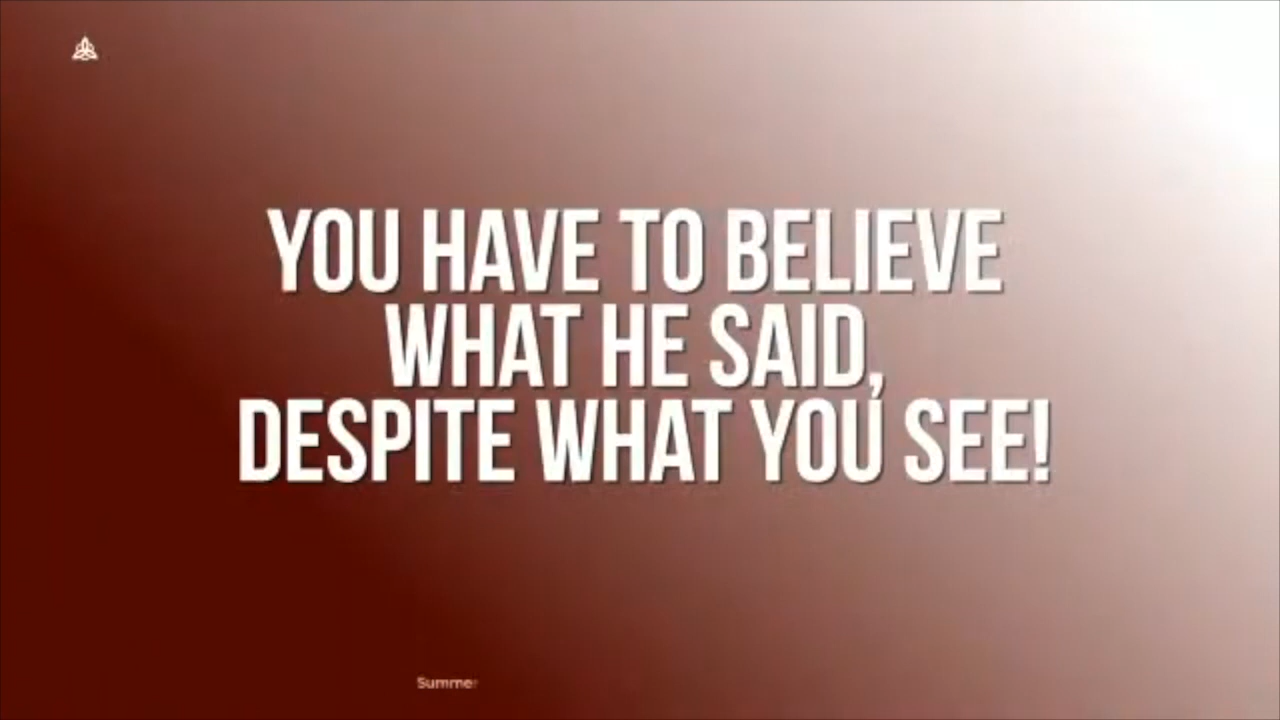 YOU HAVE TO BELIEVE
WHAT HE SAID,
DESPITE WHAT YOU SEE!
Summer